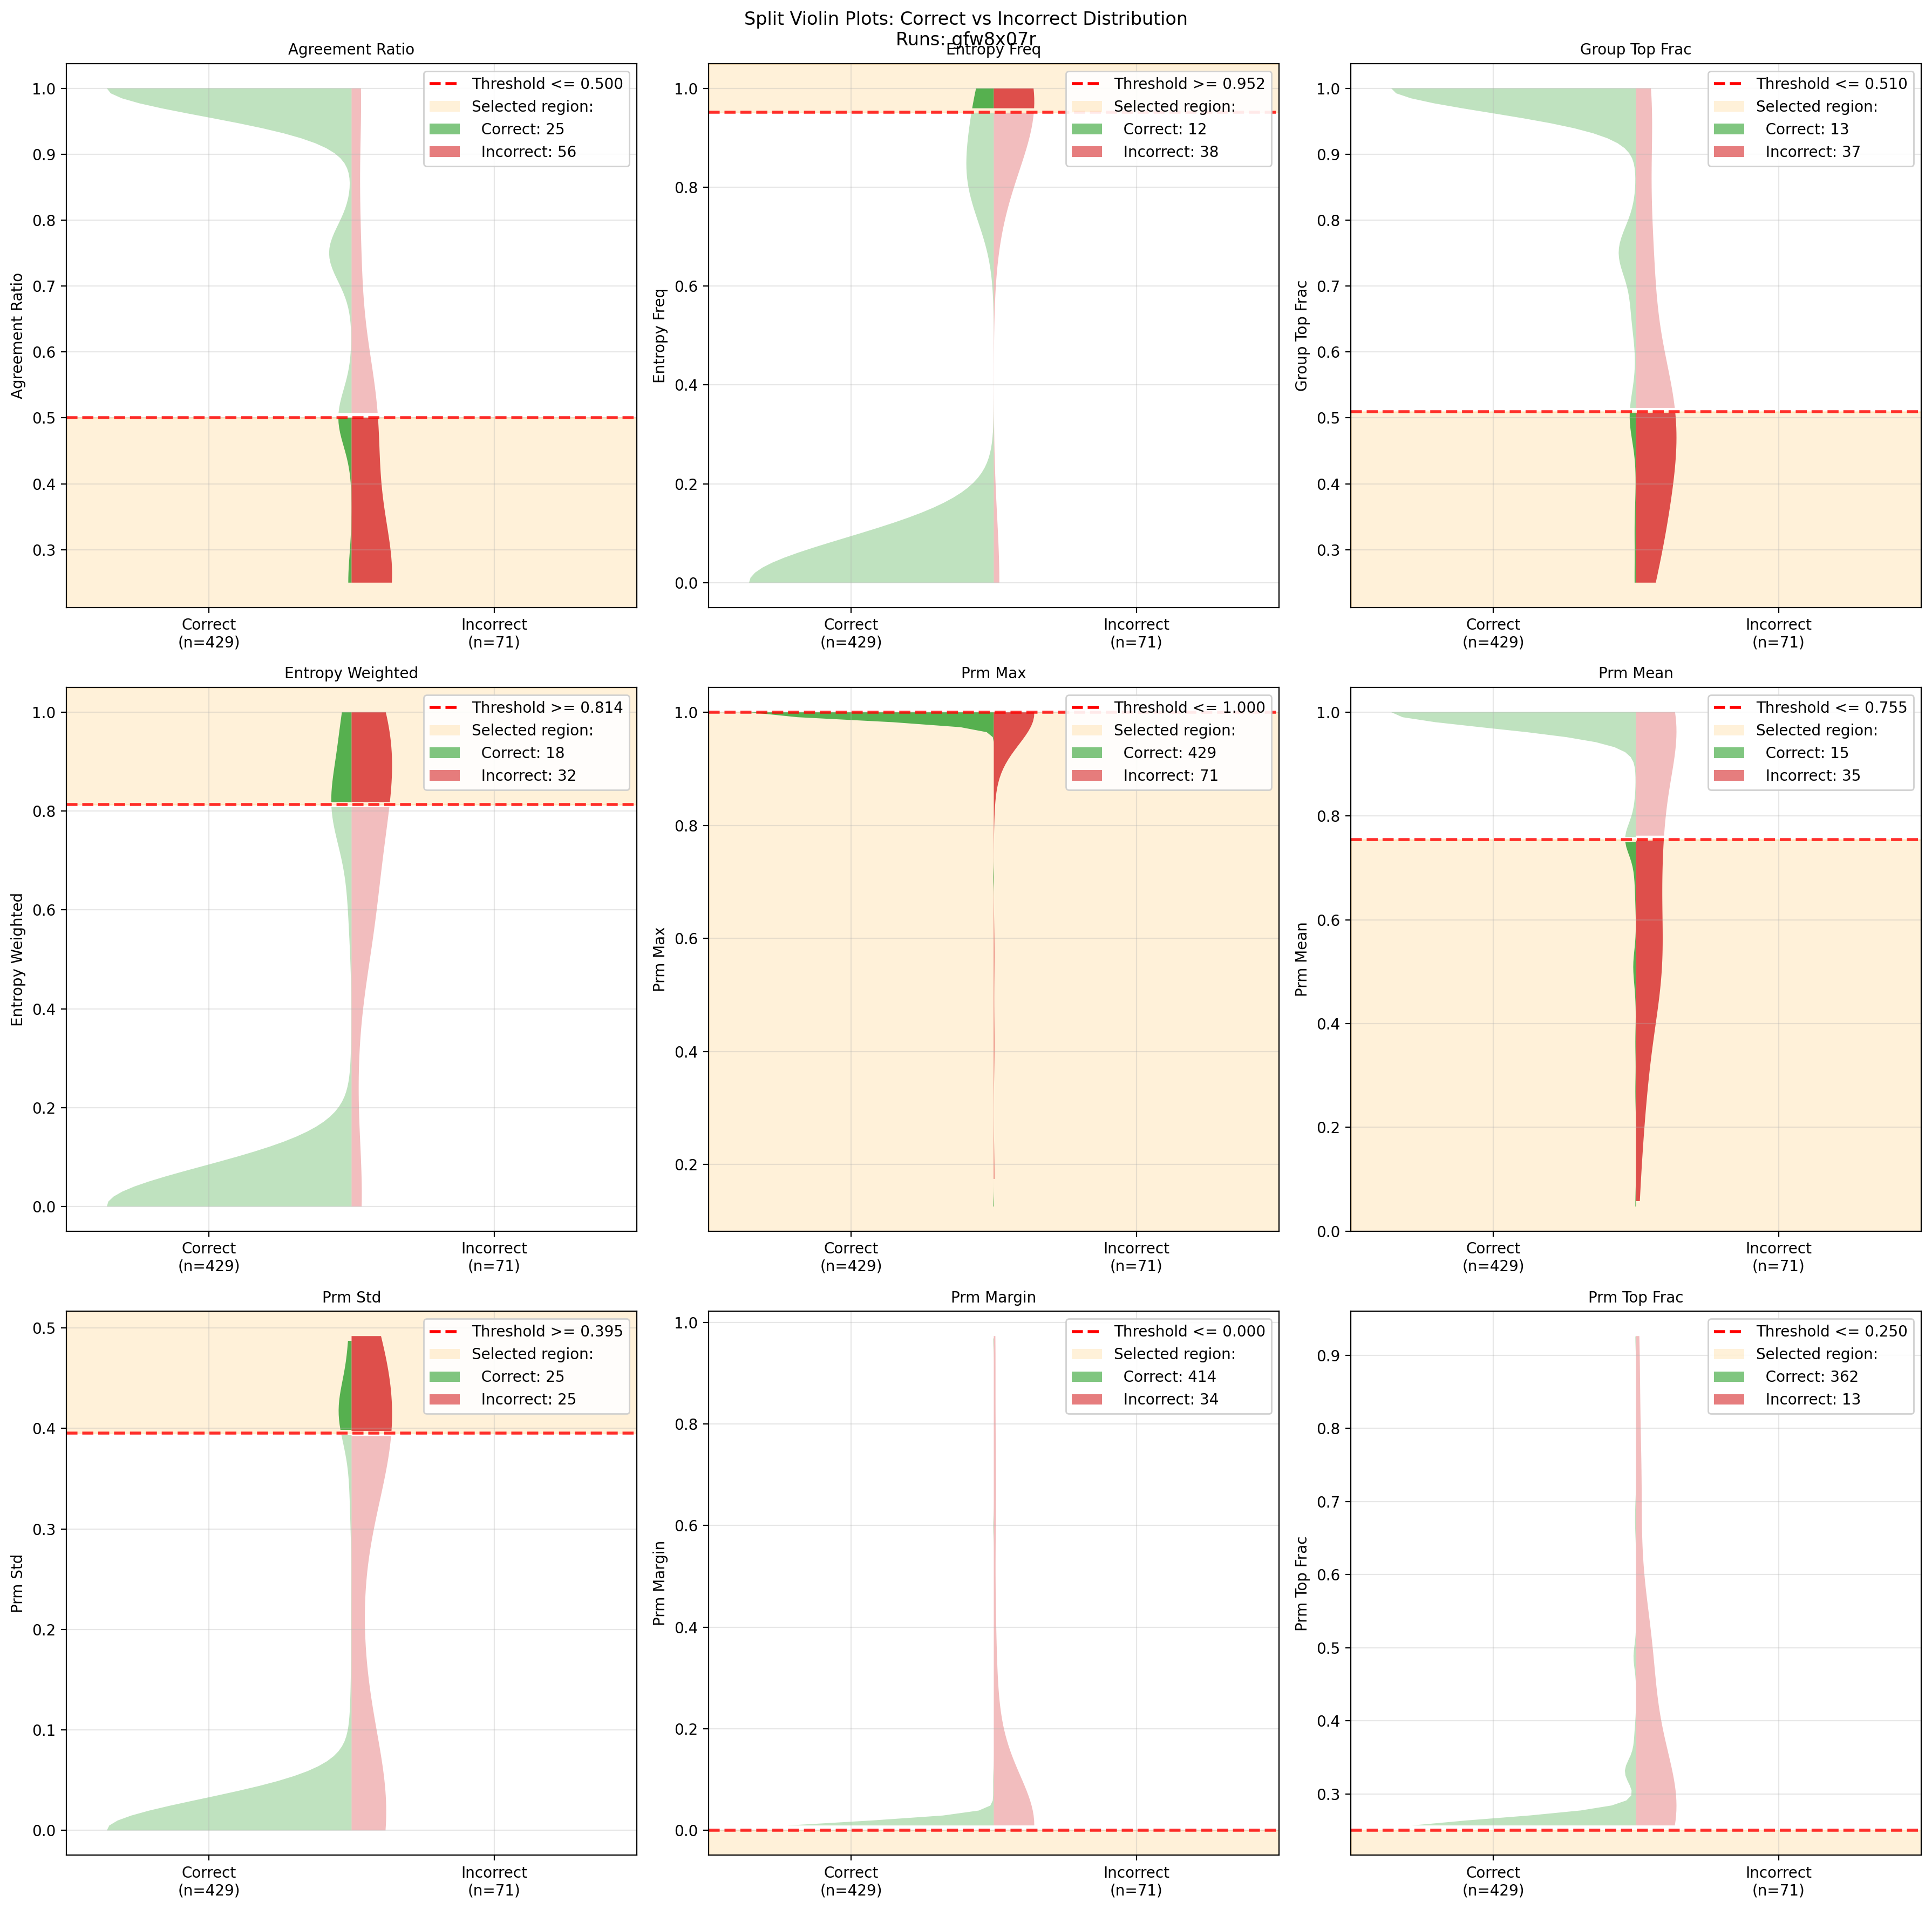 Split Violin Plots: Correct vs Incorrect Distribution
Runs: gfw8x07r
Agreement Ratio
Threshold <= 0.500
Selected region:
Correct: 25
Incorrect: 56
1.0
0.9
0.8
0.7
0.6
0.5
0.4
0.3
Agreement Ratio
Correct
(n=429)
Incorrect
(n=71)
Entropy Freq
Threshold >= 0.952
Selected region:
Correct: 12
Incorrect: 38
1.0
0.8
0.6
0.4
0.2
0.0
Entropy Freq
Correct
(n=429)
Incorrect
(n=71)
Group Top Frac
Threshold <= 0.510
Selected region:
Correct: 13
Incorrect: 37
1.0
0.9
0.8
0.7
0.6
0.5
0.4
0.3
Group Top Frac
Correct
(n=429)
Incorrect
(n=71)
Entropy Weighted
Threshold >= 0.814
Selected region:
Correct: 18
Incorrect: 32
1.0
0.8
0.6
0.4
0.2
0.0
Entropy Weighted
Correct
(n=429)
Incorrect
(n=71)
Prm Max
Threshold <= 1.000
Selected region:
Correct: 429
Incorrect: 71
1.0
0.8
0.6
0.4
0.2
Prm Max
Correct
(n=429)
Incorrect
(n=71)
Prm Mean
Threshold <= 0.755
Selected region:
Correct: 15
Incorrect: 35
1.0
0.8
0.6
0.4
0.2
0.0
Prm Mean
Correct
(n=429)
Incorrect
(n=71)
Prm Std
Threshold >= 0.395
Selected region:
Correct: 25
Incorrect: 25
0.5
0.4
0.3
0.2
0.1
0.0
Prm Std
Correct
(n=429)
Incorrect
(n=71)
Prm Margin
Threshold <= 0.000
Selected region:
Correct: 414
Incorrect: 34
1.0
0.8
0.6
0.4
0.2
0.0
Prm Margin
Correct
(n=429)
Incorrect
(n=71)
Prm Top Frac
Threshold <= 0.250
Selected region:
Correct: 362
Incorrect: 13
0.9
0.8
0.7
0.6
0.5
0.4
0.3
Prm Top Frac
Correct
(n=429)
Incorrect
(n=71)